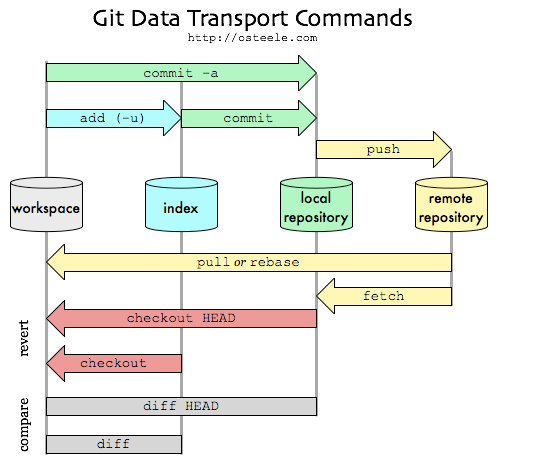 Git Data Transport Commands
http://osteele.com
commit -a
add (-u)
commit
push
workspace
index
local
repository
remote
repository
pull or rebase
fetch
checkout HEAD
revert
checkout
diff HEAD
compare
diff